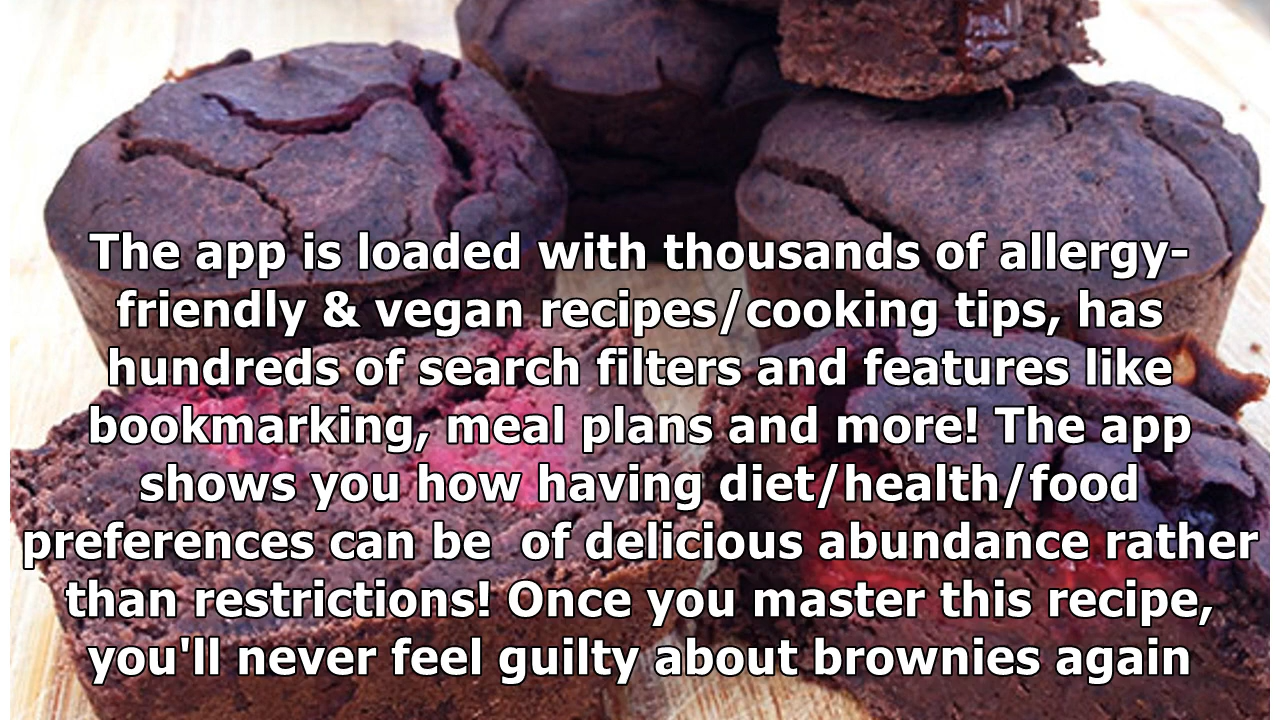 The app is loaded with thousands of allergy-
friendly & vegan recipes/cooking tips, has
hundreds of search filters and features like
bookmarking, meal plans and more! The app
shows you how having diet/health/food
preferences can be  of delicious abundance rather
than restrictions! Once you master this recipe,
you'll never feel guilty about brownies again